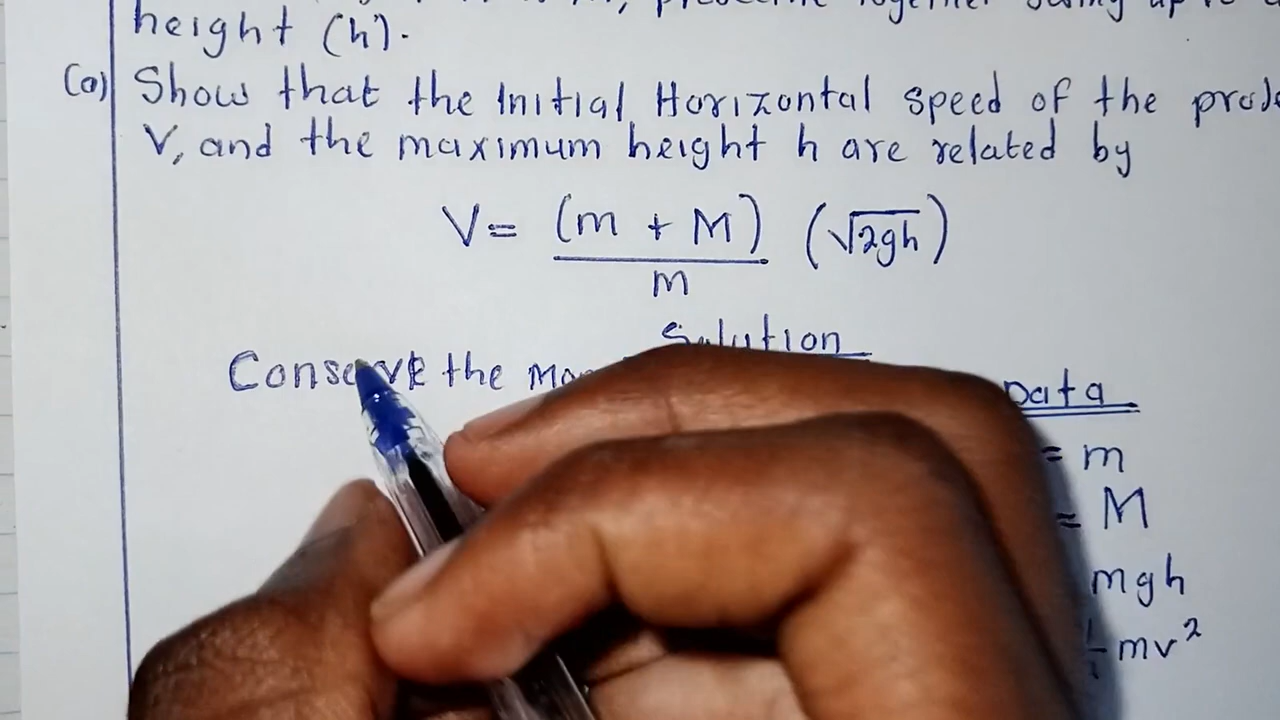 height (h).
(a) Show that the Initial Horizontal speed of the
V, and the maximum height h are related by
V = (m + M) (√2gh)
m
Solution
Conserve the
Data
= m
= M
mgh
mv²